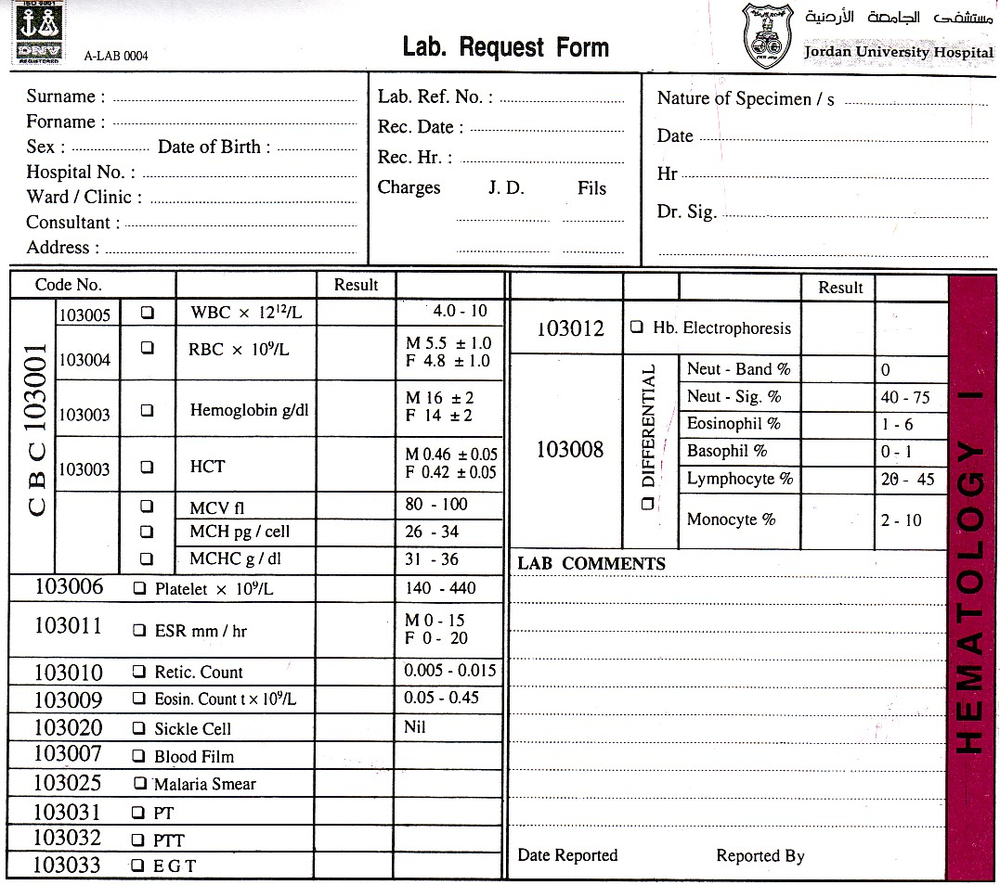 ISO 9001
DNV
REGISTERED
A-LAB 0004
Lab. Request Form
مستشفى الجامعة الأردنية
Jordan University Hospital
Surname :
Forname :
Sex : Date of Birth :
Hospital No. :
Ward / Clinic :
Consultant :
Address :
Lab. Ref. No. :
Rec. Date :
Rec. Hr. :
Charges J. D. Fils
Nature of Specimen / s
Date
Hr
Dr. Sig.
Code No. Result
CBC 103001
103005 WBC × 12¹²/L 4.0 - 10
103004 RBC × 10⁹/L M 5.5 ± 1.0
F 4.8 ± 1.0
103003 Hemoglobin g/dl M 16 ± 2
F 14 ± 2
103003 HCT M 0.46 ± 0.05
F 0.42 ± 0.05
MCV fl 80 - 100
MCH pg / cell 26 - 34
MCHC g / dl 31 - 36
103006 Platelet × 10⁹/L 140 - 440
103011 ESR mm / hr M 0 - 15
F 0 - 20
103010 Retic. Count 0.005 - 0.015
103009 Eosin. Count t × 10⁹/L 0.05 - 0.45
103020 Sickle Cell Nil
103007 Blood Film
103025 Malaria Smear
103031 PT
103032 PTT
103033 E G T
Result
103012 Hb. Electrophoresis
103008 DIFFERENTIAL
Neut - Band % 0
Neut - Sig. % 40 - 75
Eosinophil % 1 - 6
Basophil % 0 - 1
Lymphocyte % 20 - 45
Monocyte % 2 - 10
LAB COMMENTS
Date Reported Reported By
HEMATOLOGY I